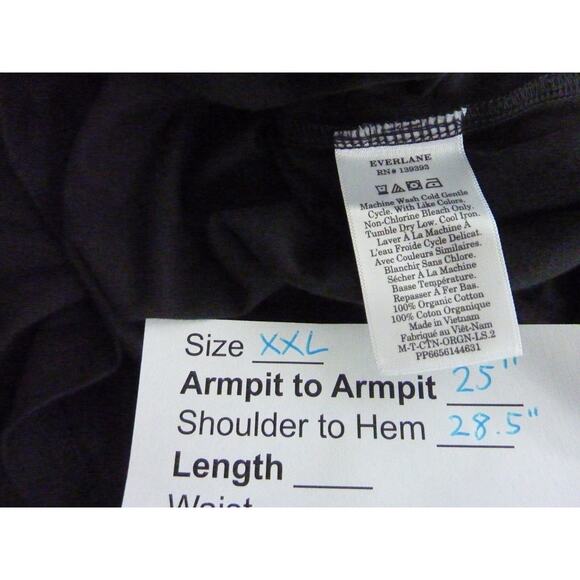 EVERLANE
RN# 139393
Machine Wash Cold Gentle
Cycle. With Like Colors.
Non-Chlorine Bleach Only.
Tumble Dry Low. Cool Iron.
Laver À La Machine À
L'eau Froide Cycle Delicat.
Avec Couleurs Similaires.
Blanchir Sans Chlore.
Sécher À La Machine
Basse Température.
Repasser A Fer Bas.
100% Organic Cotton
100% Coton Organique
Made in Vietnam
Fabriqué au Viêt-Nam
M-T-CTN-ORGN-LS.2
PP6656144631
Size XXL
Armpit to Armpit 25"
Shoulder to Hem 28.5"
Length
Waist